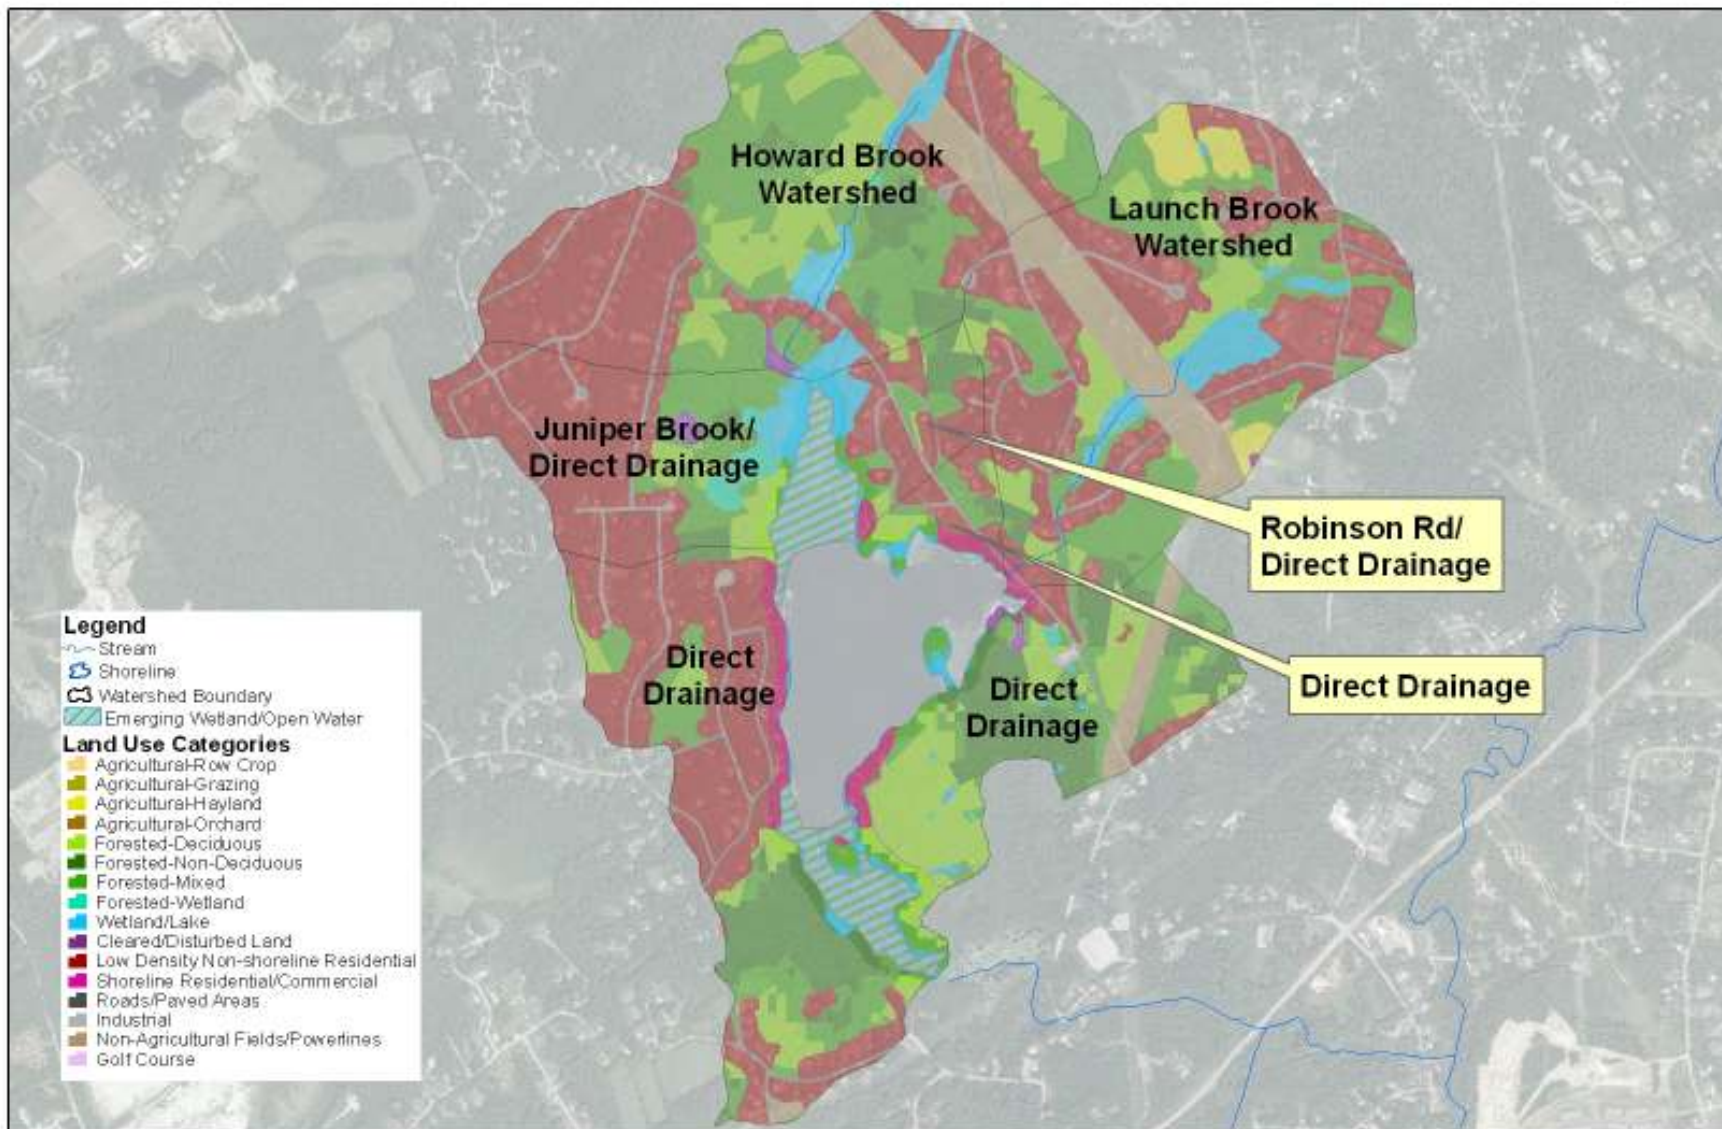 Howard Brook
Watershed
Launch Brook
Watershed
Juniper Brook/
Direct Drainage
Robinson Rd/
Direct Drainage
Direct
Drainage
Direct
Drainage
Direct Drainage
Legend
Stream
Shoreline
Watershed Boundary
Emerging Wetland/Open Water
Land Use Categories
Agricultural-Row Crop
Agricultural-Grazing
Agricultural-Hayland
Agricultural-Orchard
Forested-Deciduous
Forested-Non-Deciduous
Forested-Mixed
Forested-Wetland
Wetland/Lake
Cleared/Disturbed Land
Low Density Non-shoreline Residential
Shoreline Residential/Commercial
Roads/Paved Areas
Industrial
Non-Agricultural Fields/Powerlines
Golf Course